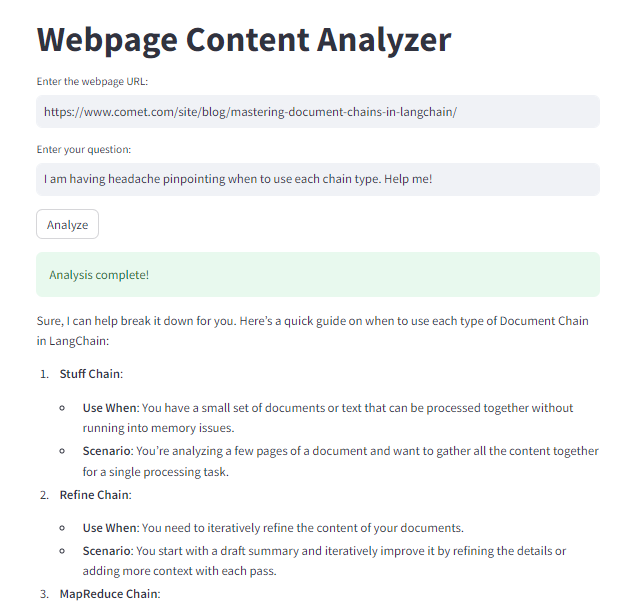 Webpage Content Analyzer
Enter the webpage URL:
https://www.comet.com/site/blog/mastering-document-chains-in-langchain/
Enter your question:
I am having headache pinpointing when to use each chain type. Help me!
Analyze
Analysis complete!
Sure, I can help break it down for you. Here’s a quick guide on when to use each type of Document Chain
in LangChain:
1. Stuff Chain:
Use When: You have a small set of documents or text that can be processed together without
running into memory issues.
Scenario: You’re analyzing a few pages of a document and want to gather all the content together
for a single processing task.
2. Refine Chain:
Use When: You need to iteratively refine the content of your documents.
Scenario: You start with a draft summary and iteratively improve it by refining the details or
adding more context with each pass.
3. MapReduce Chain: